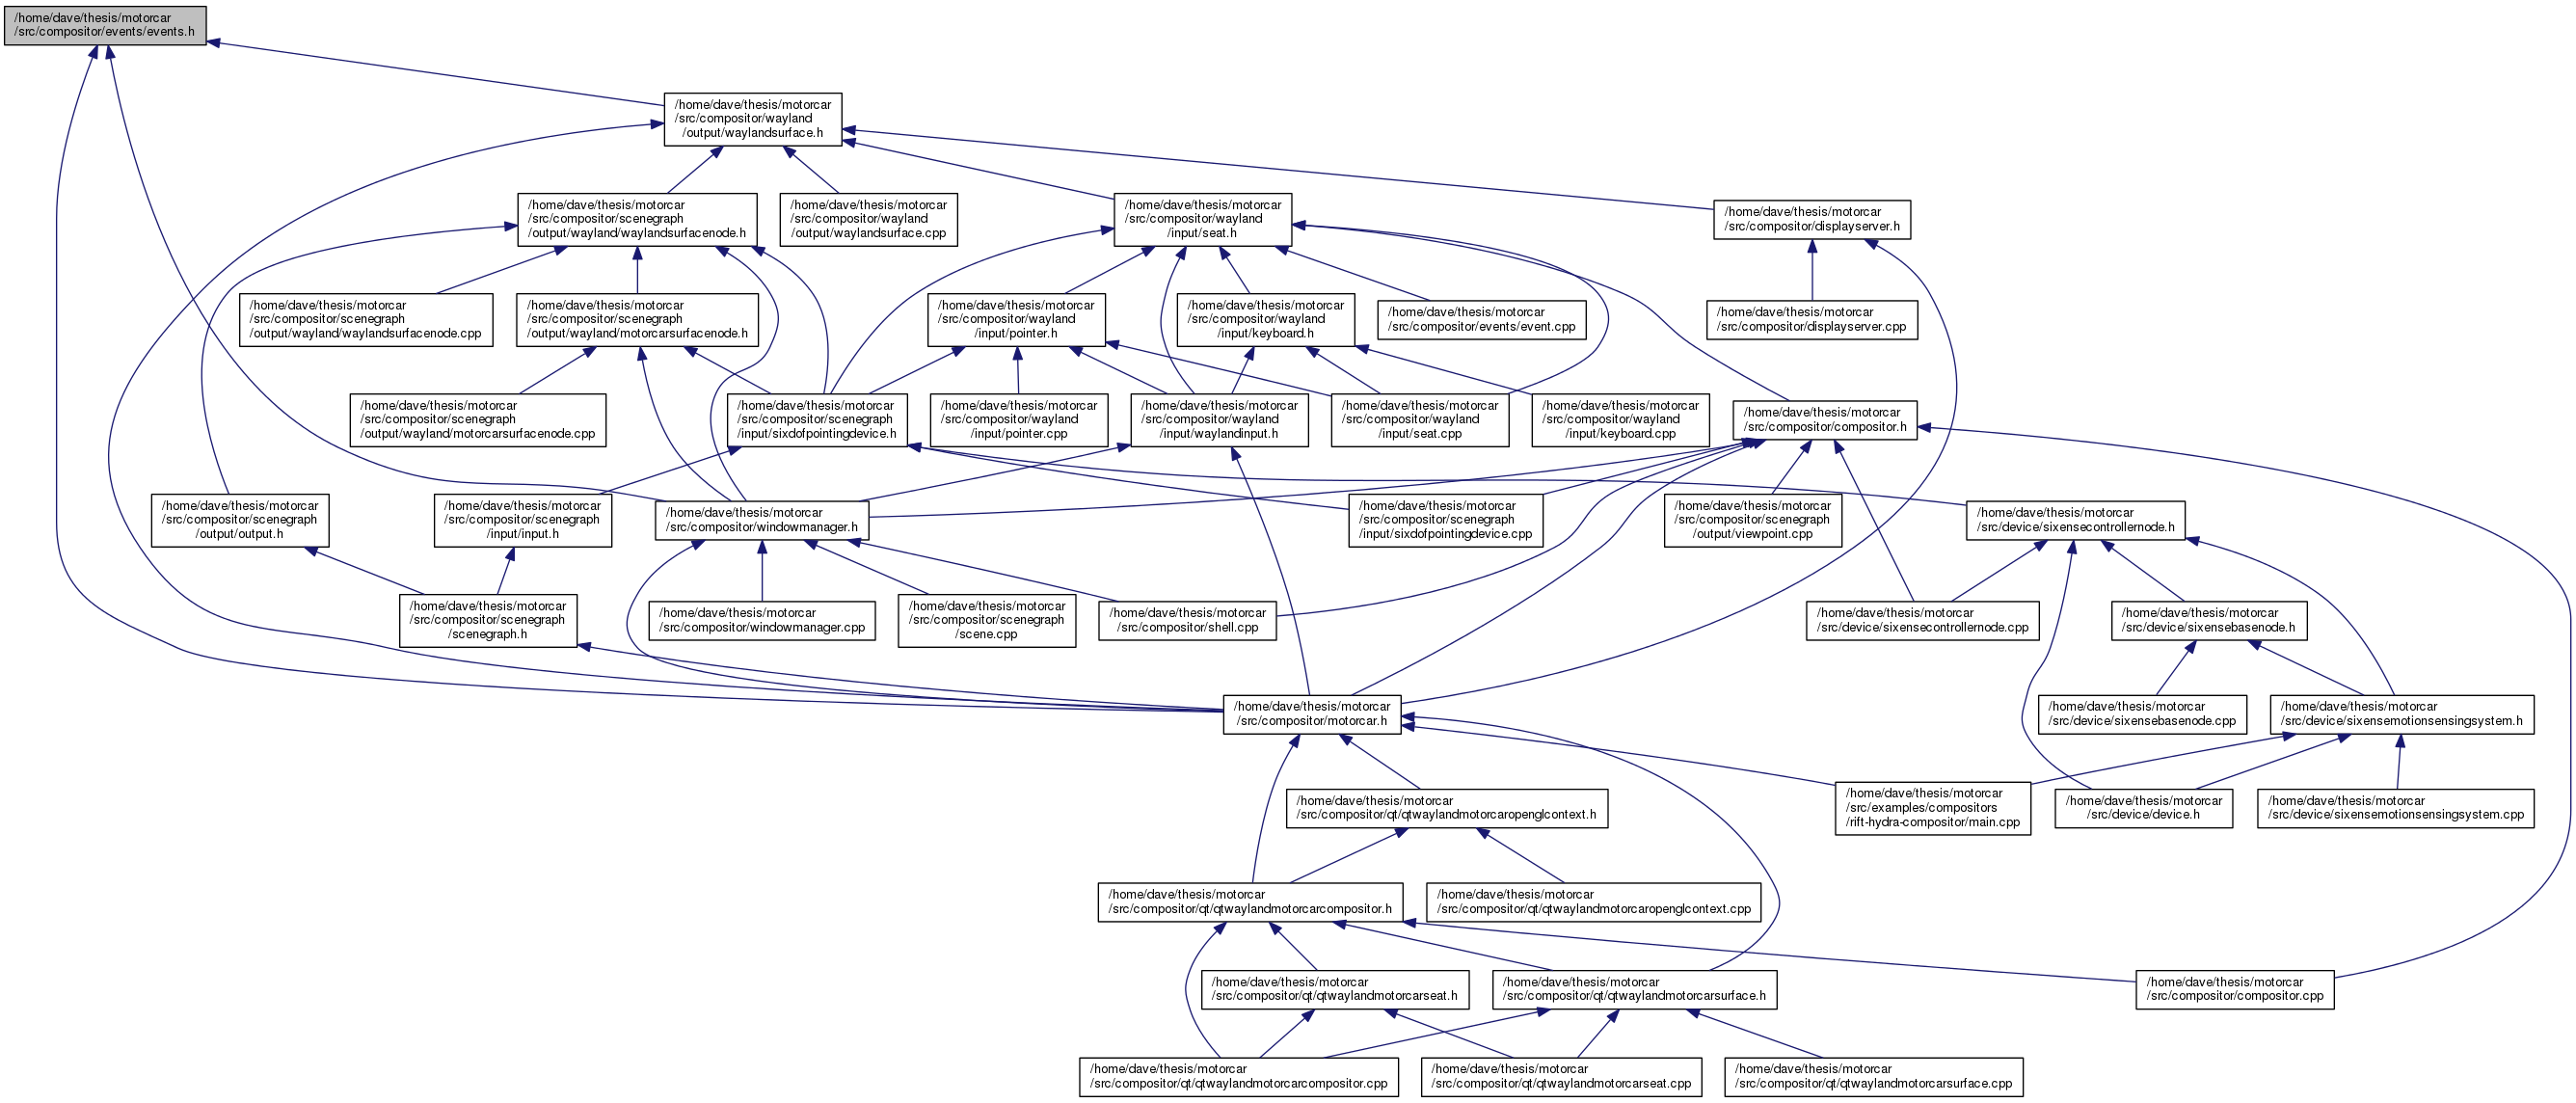 /home/dave/thesis/motorcar
/src/compositor/events/events.h
/home/dave/thesis/motorcar
/src/compositor/wayland
/output/waylandsurface.h
/home/dave/thesis/motorcar
/src/compositor/scenegraph
/output/wayland/waylandsurfacenode.h
/home/dave/thesis/motorcar
/src/compositor/wayland
/output/waylandsurface.cpp
/home/dave/thesis/motorcar
/src/compositor/wayland
/input/seat.h
/home/dave/thesis/motorcar
/src/compositor/displayserver.h
/home/dave/thesis/motorcar
/src/compositor/scenegraph
/output/wayland/waylandsurfacenode.cpp
/home/dave/thesis/motorcar
/src/compositor/scenegraph
/output/wayland/motorcarsurfacenode.h
/home/dave/thesis/motorcar
/src/compositor/wayland
/input/pointer.h
/home/dave/thesis/motorcar
/src/compositor/wayland
/input/keyboard.h
/home/dave/thesis/motorcar
/src/compositor/events/event.cpp
/home/dave/thesis/motorcar
/src/compositor/displayserver.cpp
/home/dave/thesis/motorcar
/src/compositor/scenegraph
/output/wayland/motorcarsurfacenode.cpp
/home/dave/thesis/motorcar
/src/compositor/scenegraph
/input/sixdofpointingdevice.h
/home/dave/thesis/motorcar
/src/compositor/wayland
/input/pointer.cpp
/home/dave/thesis/motorcar
/src/compositor/wayland
/input/waylandinput.h
/home/dave/thesis/motorcar
/src/compositor/wayland
/input/seat.cpp
/home/dave/thesis/motorcar
/src/compositor/wayland
/input/keyboard.cpp
/home/dave/thesis/motorcar
/src/compositor/compositor.h
/home/dave/thesis/motorcar
/src/compositor/scenegraph
/output/output.h
/home/dave/thesis/motorcar
/src/compositor/scenegraph
/input/input.h
/home/dave/thesis/motorcar
/src/compositor/windowmanager.h
/home/dave/thesis/motorcar
/src/compositor/scenegraph
/input/sixdofpointingdevice.cpp
/home/dave/thesis/motorcar
/src/compositor/scenegraph
/output/viewpoint.cpp
/home/dave/thesis/motorcar
/src/device/sixensecontrollernode.h
/home/dave/thesis/motorcar
/src/compositor/scenegraph
/scenegraph.h
/home/dave/thesis/motorcar
/src/compositor/windowmanager.cpp
/home/dave/thesis/motorcar
/src/compositor/scenegraph
/scene.cpp
/home/dave/thesis/motorcar
/src/compositor/shell.cpp
/home/dave/thesis/motorcar
/src/device/sixensecontrollernode.cpp
/home/dave/thesis/motorcar
/src/device/sixensebasenode.h
/home/dave/thesis/motorcar
/src/compositor/motorcar.h
/home/dave/thesis/motorcar
/src/device/sixensebasenode.cpp
/home/dave/thesis/motorcar
/src/device/sixensemotionsensingsystem.h
/home/dave/thesis/motorcar
/src/compositor/qt/qtwaylandmotorcaropenglcontext.h
/home/dave/thesis/motorcar
/src/examples/compositors
/rift-hydra-compositor/main.cpp
/home/dave/thesis/motorcar
/src/device/device.h
/home/dave/thesis/motorcar
/src/device/sixensemotionsensingsystem.cpp
/home/dave/thesis/motorcar
/src/compositor/qt/qtwaylandmotorcarcompositor.h
/home/dave/thesis/motorcar
/src/compositor/qt/qtwaylandmotorcaropenglcontext.cpp
/home/dave/thesis/motorcar
/src/compositor/qt/qtwaylandmotorcarseat.h
/home/dave/thesis/motorcar
/src/compositor/qt/qtwaylandmotorcarsurface.h
/home/dave/thesis/motorcar
/src/compositor/compositor.cpp
/home/dave/thesis/motorcar
/src/compositor/qt/qtwaylandmotorcarcompositor.cpp
/home/dave/thesis/motorcar
/src/compositor/qt/qtwaylandmotorcarseat.cpp
/home/dave/thesis/motorcar
/src/compositor/qt/qtwaylandmotorcarsurface.cpp